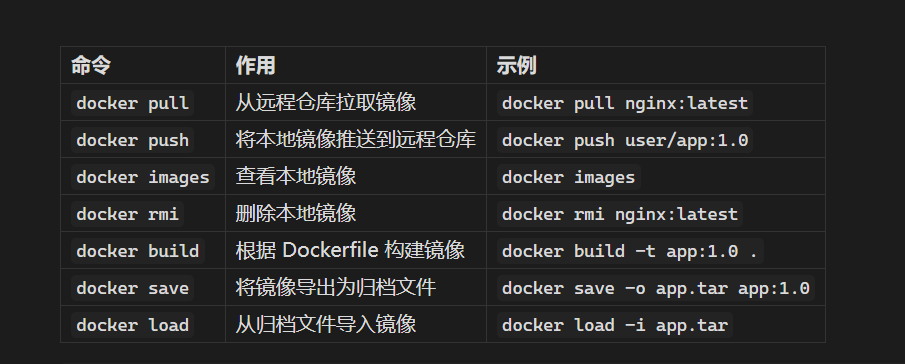 命令 作用 示例
docker pull 从远程仓库拉取镜像 docker pull nginx:latest
docker push 将本地镜像推送到远程仓库 docker push user/app:1.0
docker images 查看本地镜像 docker images
docker rmi 删除本地镜像 docker rmi nginx:latest
docker build 根据 Dockerfile 构建镜像 docker build -t app:1.0 .
docker save 将镜像导出为归档文件 docker save -o app.tar app:1.0
docker load 从归档文件导入镜像 docker load -i app.tar